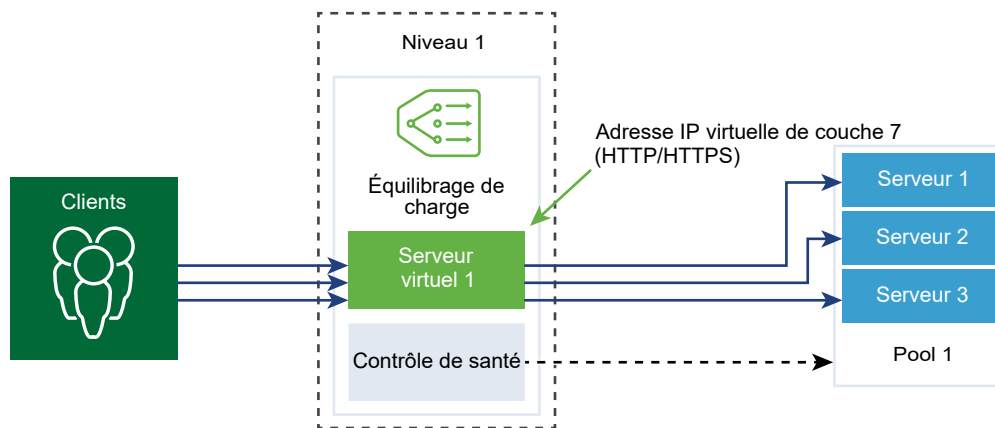 Niveau 1
Adresse IP virtuelle de couche 7
(HTTP/HTTPS)
Clients
Équilibrage de
charge
Serveur
virtuel 1
Contrôle de santé
Serveur 1
Serveur 2
Serveur 3
Pool 1